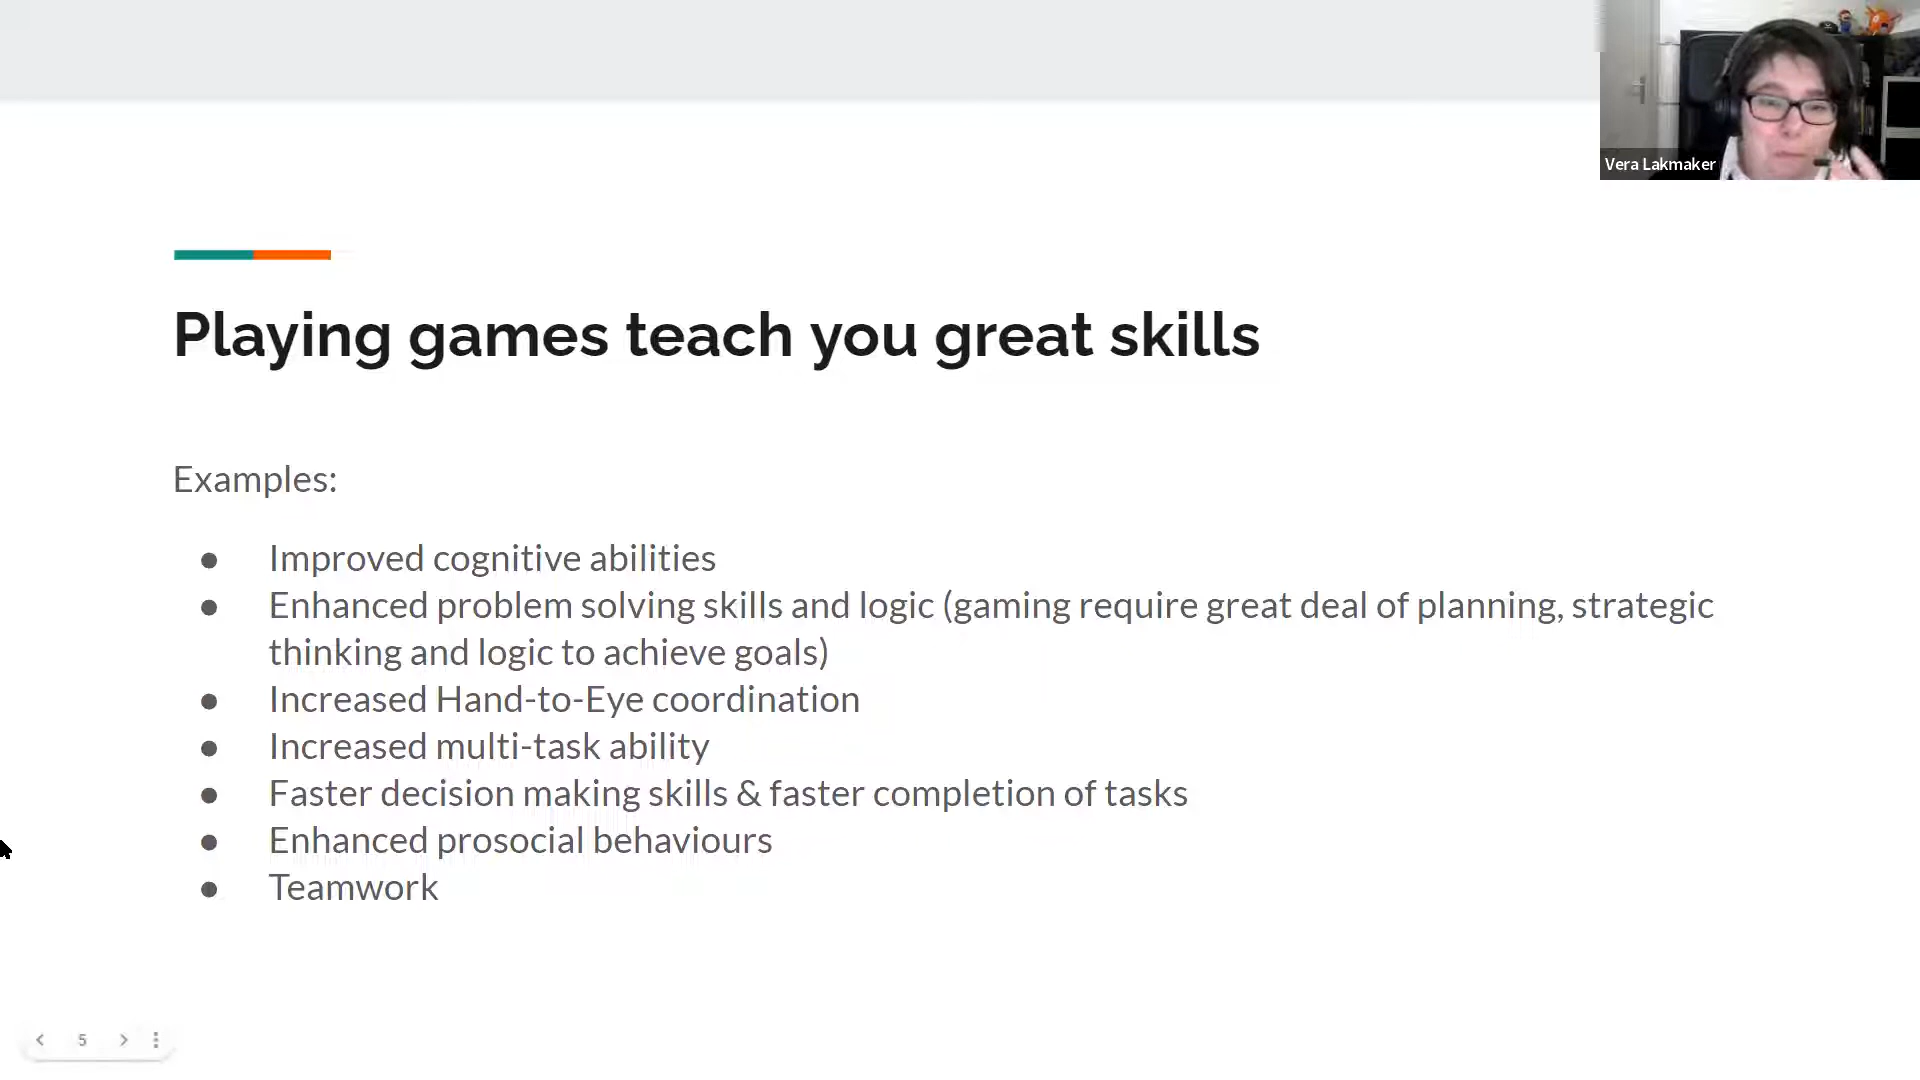 Vera Lakmaker
Playing games teach you great skills
Examples:
● Improved cognitive abilities
● Enhanced problem solving skills and logic (gaming require great deal of planning, strategic
thinking and logic to achieve goals)
● Increased Hand-to-Eye coordination
● Increased multi-task ability
● Faster decision making skills & faster completion of tasks
● Enhanced prosocial behaviours
● Teamwork
5